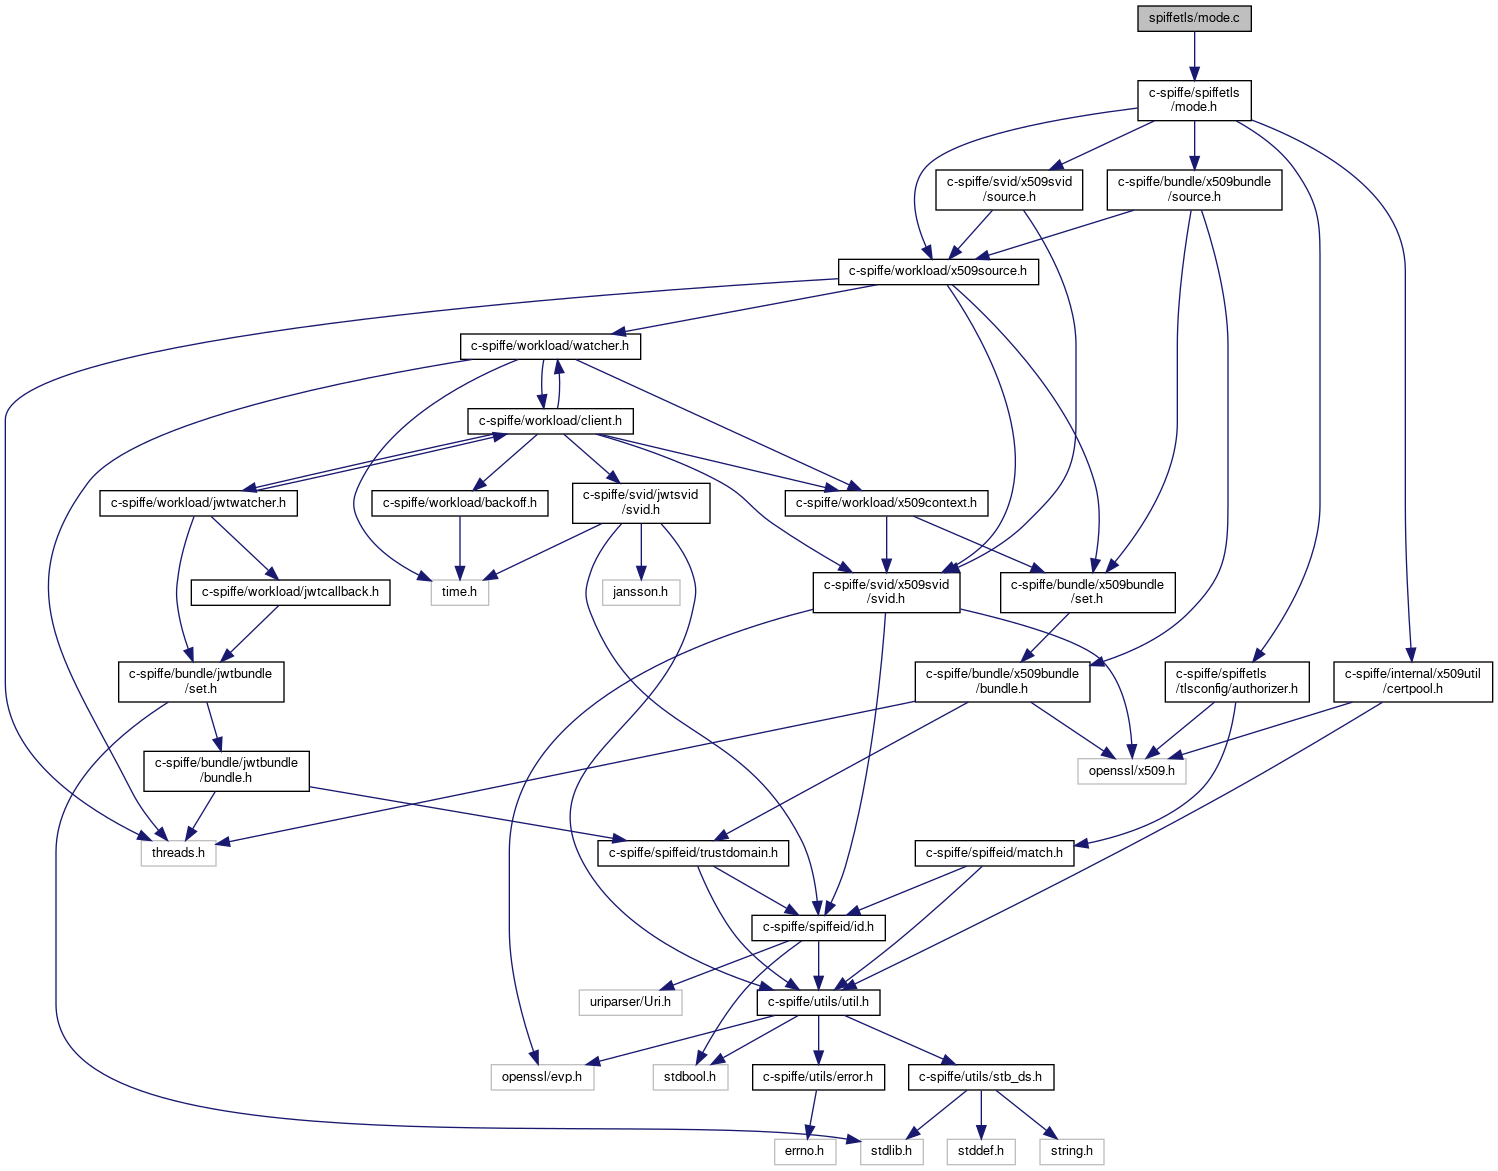 spiffetls/mode.c
c-spiffe/spiffetls
/mode.h
c-spiffe/svid/x509svid
/source.h
c-spiffe/bundle/x509bundle
/source.h
c-spiffe/workload/x509source.h
c-spiffe/workload/watcher.h
c-spiffe/workload/client.h
c-spiffe/workload/jwtwatcher.h
c-spiffe/workload/backoff.h
c-spiffe/svid/jwtsvid
/svid.h
c-spiffe/workload/x509context.h
c-spiffe/workload/jwtcallback.h
time.h
jansson.h
c-spiffe/svid/x509svid
/svid.h
c-spiffe/bundle/x509bundle
/set.h
c-spiffe/bundle/jwtbundle
/set.h
c-spiffe/bundle/x509bundle
/bundle.h
c-spiffe/spiffetls
/tlsconfig/authorizer.h
c-spiffe/internal/x509util
/certpool.h
c-spiffe/bundle/jwtbundle
/bundle.h
openssl/x509.h
threads.h
c-spiffe/spiffeid/trustdomain.h
c-spiffe/spiffeid/match.h
c-spiffe/spiffeid/id.h
uriparser/Uri.h
c-spiffe/utils/util.h
openssl/evp.h
stdbool.h
c-spiffe/utils/error.h
c-spiffe/utils/stb_ds.h
errno.h
stdlib.h
stddef.h
string.h